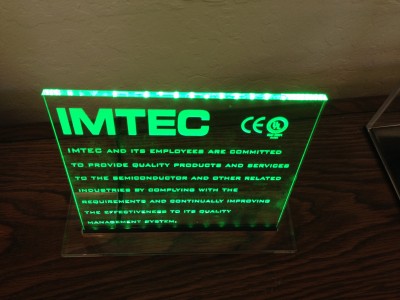 IMTEC CE UL
IMTEC AND ITS EMPLOYEES ARE COMMITTED
TO PROVIDE QUALITY PRODUCTS AND SERVICES
TO THE SEMICONDUCTOR AND OTHER RELATED
INDUSTRIES BY COMPLYING WITH THE
REQUIREMENTS AND CONTINUALLY IMPROVING
THE EFFECTIVENESS TO ITS QUALITY
MANAGEMENT SYSTEM.